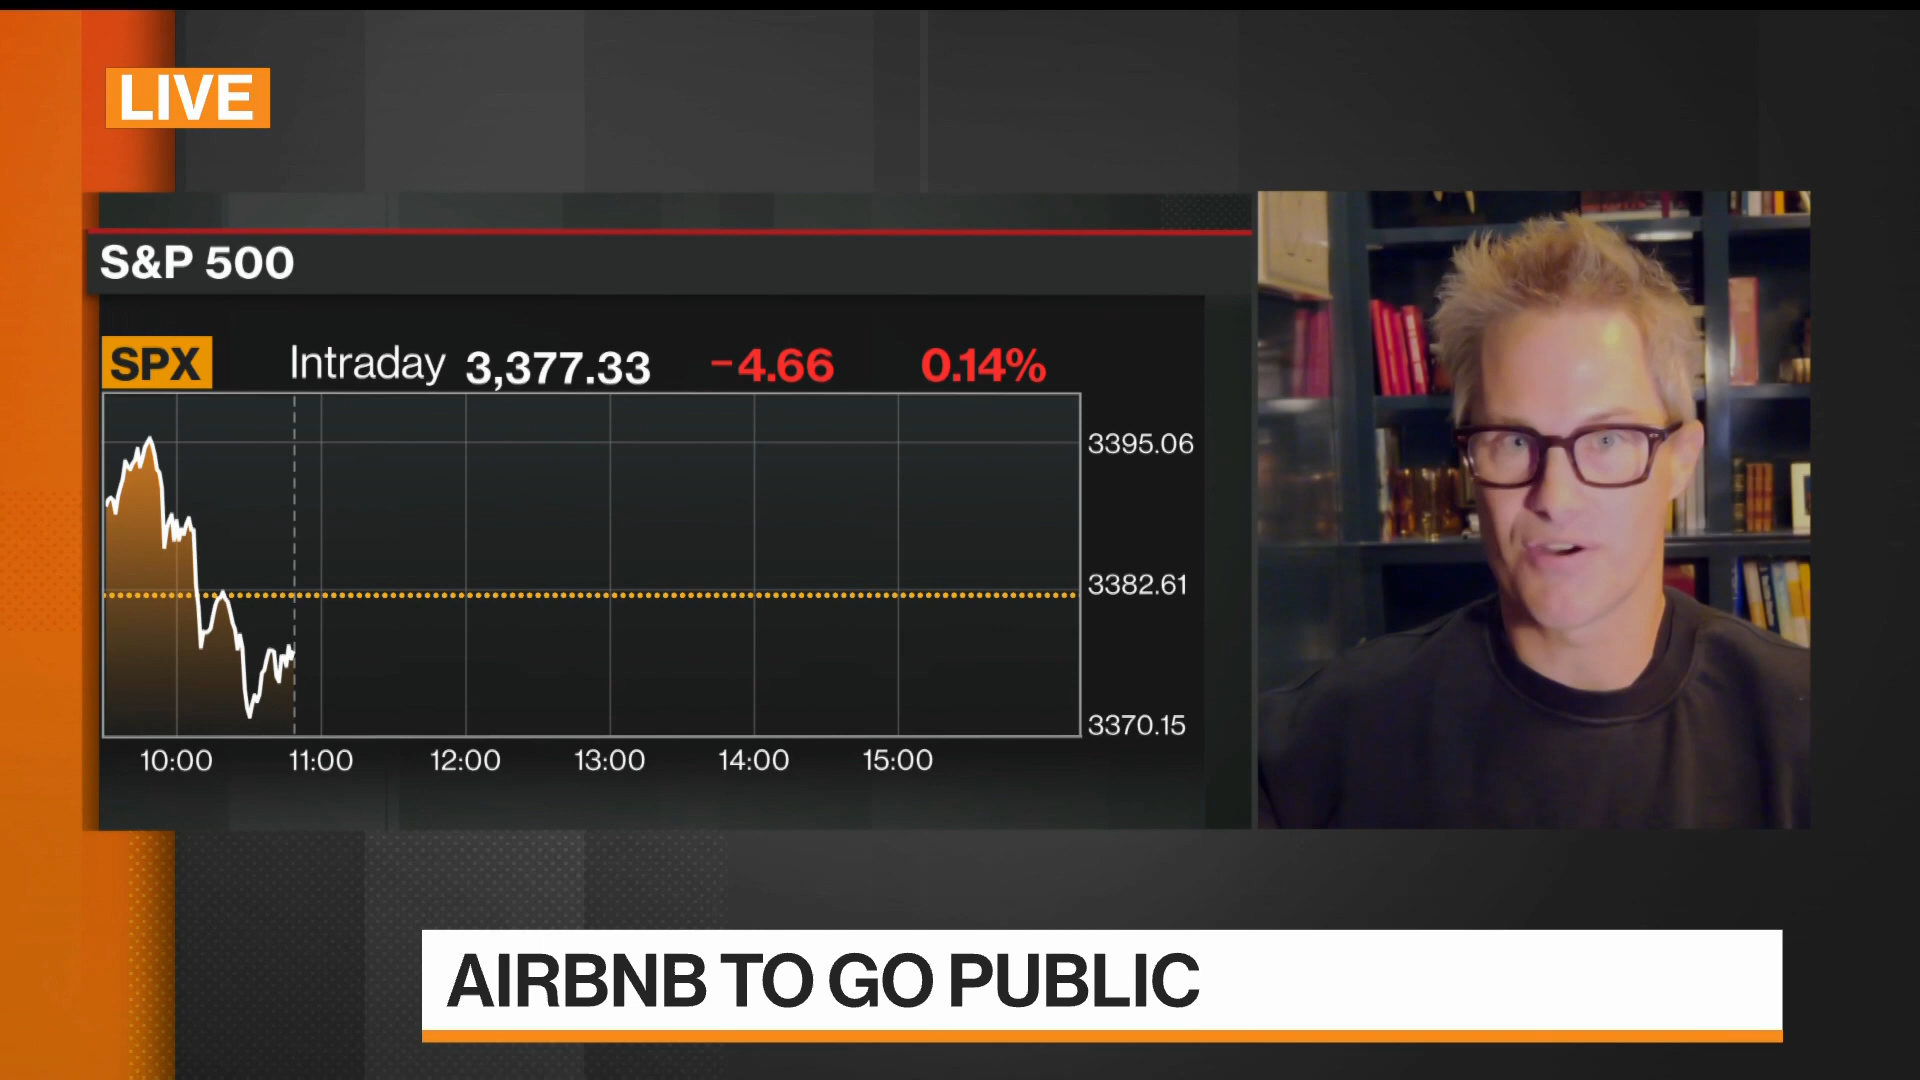 LIVE
S&P 500
SPX Intraday 3,377.33 -4.66 0.14%
3395.06
3382.61
3370.15
10:00 11:00 12:00 13:00 14:00 15:00
AIRBNB TO GO PUBLIC